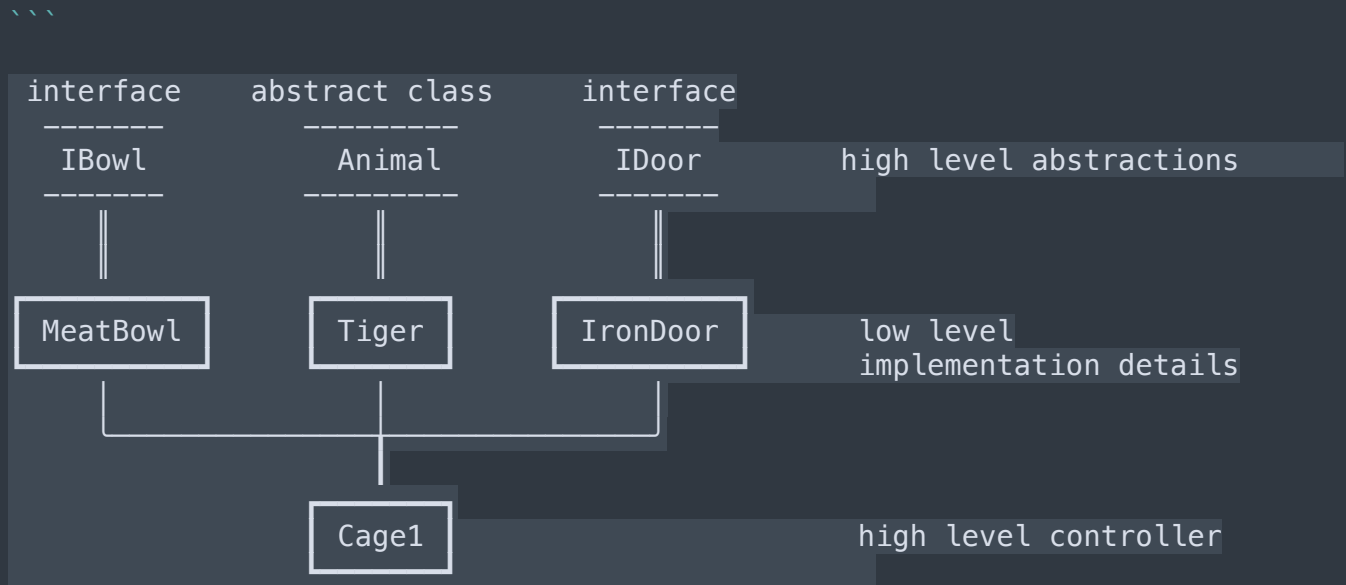 ```
interface abstract class interface
------- --------- -------
IBowl Animal IDoor high level abstractions
------- --------- -------
MeatBowl Tiger IronDoor low level
implementation details
Cage1 high level controller